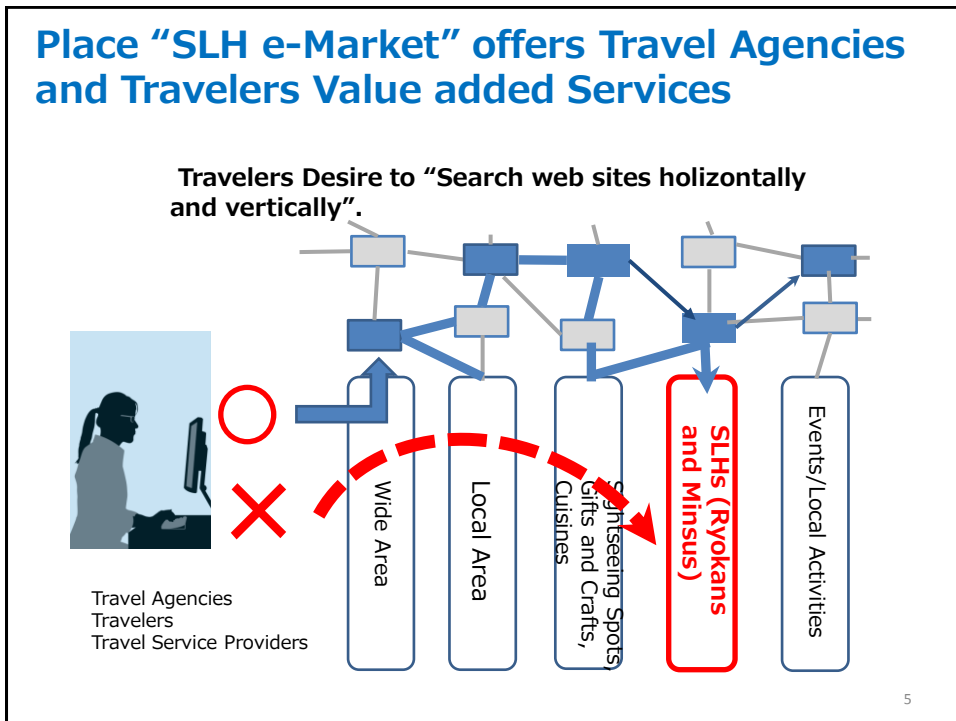 Place “SLH e-Market” offers Travel Agencies
and Travelers Value added Services
Travelers Desire to “Search web sites holizontally
and vertically”.
Wide Area
Local Area
Sightseeing Spots,
Gifts and Crafts,
Cuisines
SLHs (Ryokans
and Minsus)
Events/Local Activities
Travel Agencies
Travelers
Travel Service Providers
5